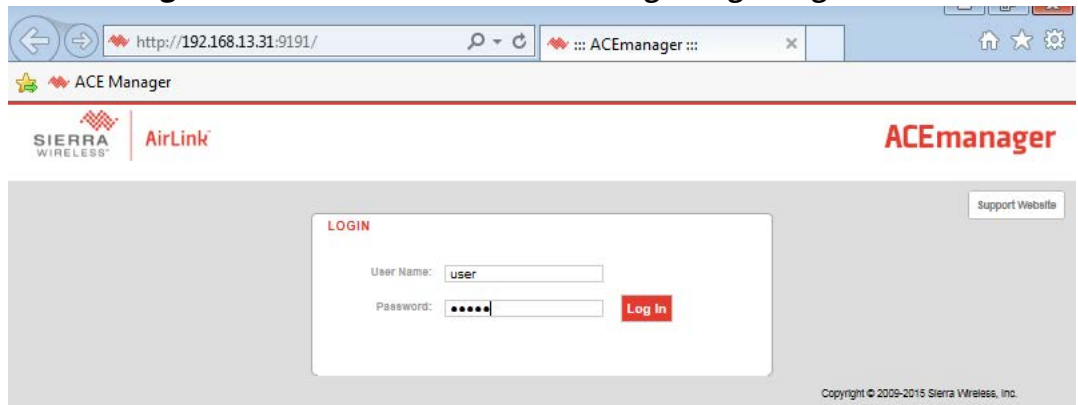 http://192.168.13.31:9191/
::: ACEmanager :::
ACE Manager
SIERRA
WIRELESS
AirLink
ACEmanager
Support Website
LOGIN
User Name: user
Password: •••••
Log In
Copyright © 2009-2015 Sierra Wireless, Inc.